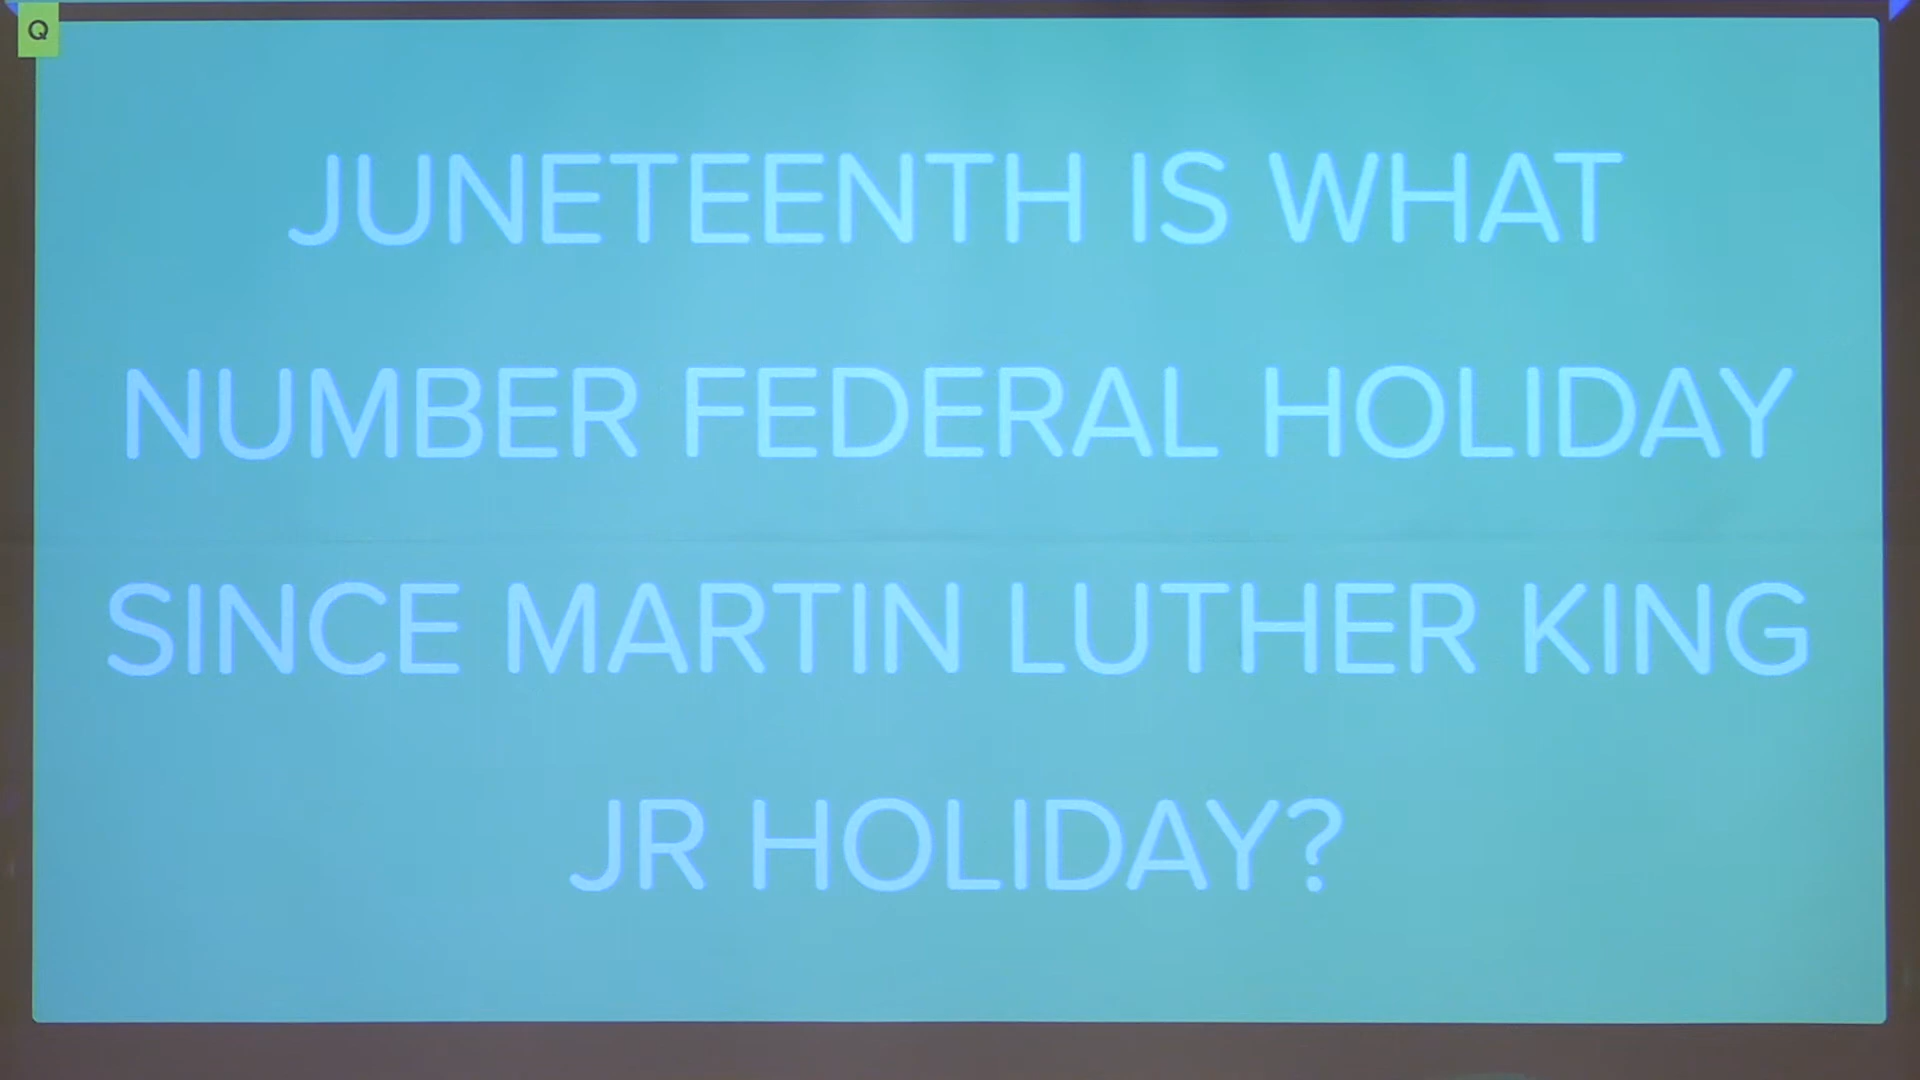 Q
JUNETEENTH IS WHAT
NUMBER FEDERAL HOLIDAY
SINCE MARTIN LUTHER KING
JR HOLIDAY?